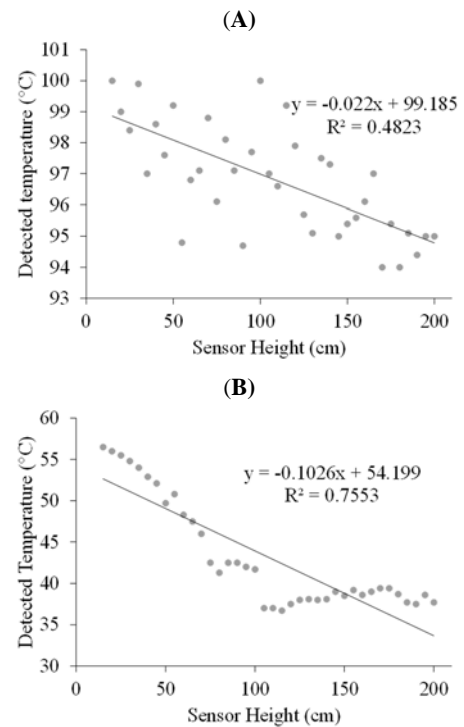 (A)
101
100
99
98
97
96
95
94
93
Detected temperature (°C)
y = -0.022x + 99.185
R² = 0.4823
0 50 100 150 200
Sensor Height (cm)
(B)
60
55
50
45
40
35
30
Detected Temperature (°C)
y = -0.1026x + 54.199
R² = 0.7553
0 50 100 150 200
Sensor Height (cm)